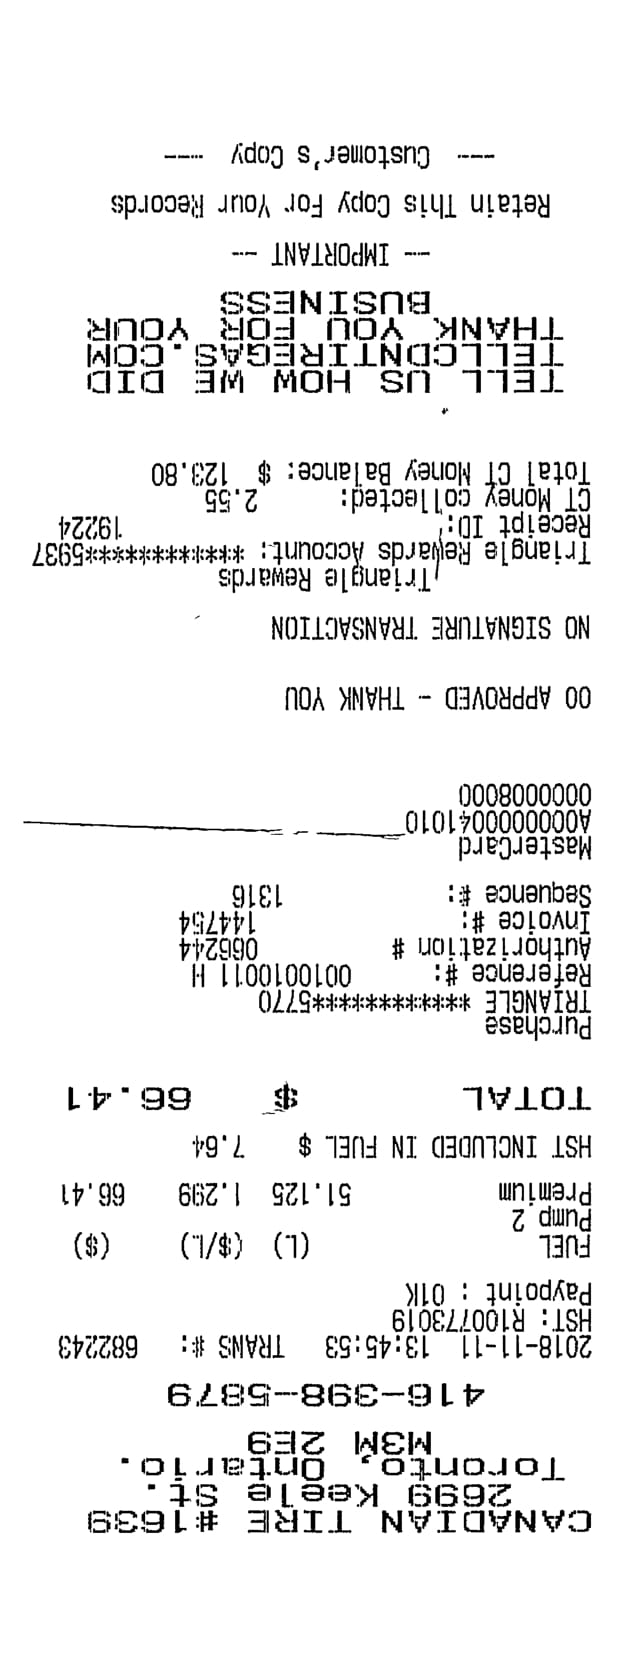 CANADIAN TIRE #1639
2699 Keele St.
Toronto, Ontario.
M3M 2E9
416-398-5879
2018-11-11 13:45:53 TRANS #: 682243
HST: R100773019
Paypoint : 01K
FUEL (L) ($/L) ($)
Pump 2
Premium 51.125 1.299 66.41
HST INCLUDED IN FUEL $ 7.64
TOTAL $ 66.41
Purchase
TRIANGLE ************5770
Reference #: 0010010011 H
Authorization # 066244
Invoice #: 144754
Sequence #: 1316
MasterCard
A0000000041010
0000008000
00 APPROVED - THANK YOU
NO SIGNATURE TRANSACTION
Triangle Rewards
Triangle Rewards Account: ************5937
Receipt ID: 19224
CT Money collected: 2.55
Total CT Money Balance: $ 123.80
TELL US HOW WE DID
TELLCDNTIREGAS.COM
THANK YOU FOR YOUR
BUSINESS
-- IMPORTANT --
Retain This Copy For Your Records
--- Customer's Copy ---